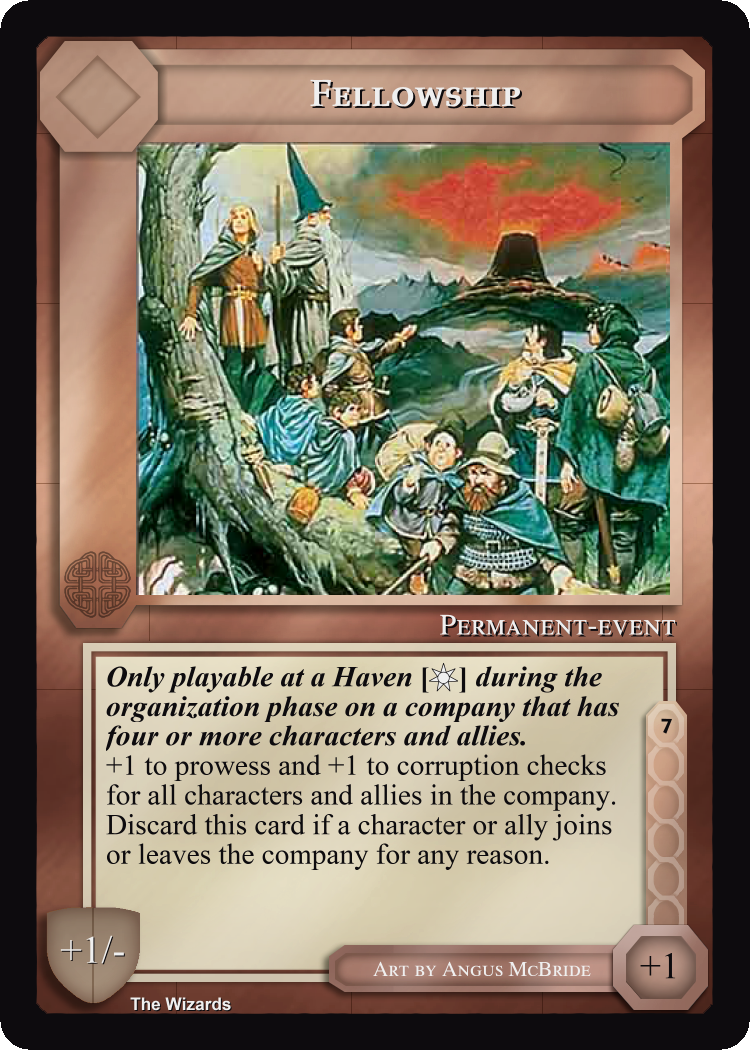 Fellowship
Permanent-event
Only playable at a Haven [ ] during the
organization phase on a company that has
four or more characters and allies.
+1 to prowess and +1 to corruption checks
for all characters and allies in the company.
Discard this card if a character or ally joins
or leaves the company for any reason.
7
+1/-
Art by Angus McBride
+1
The Wizards